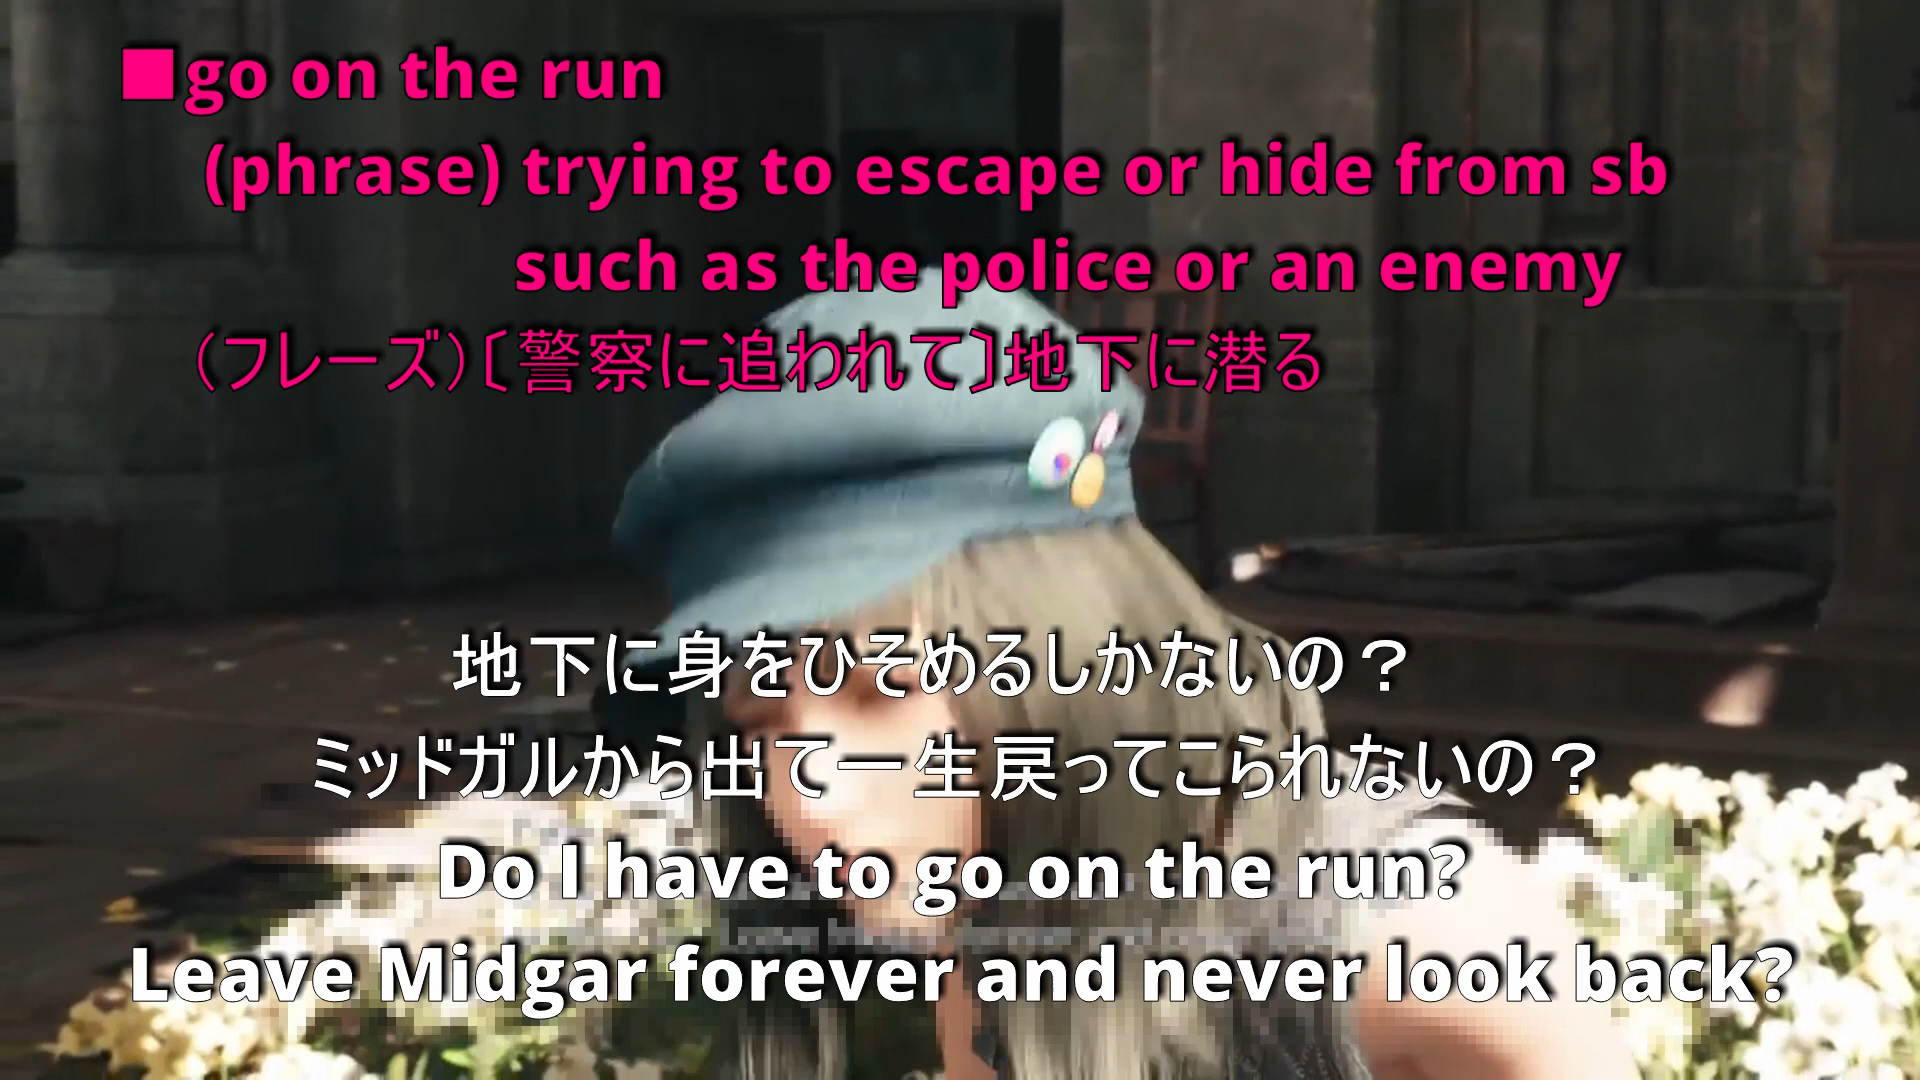 ■go on the run
(phrase) trying to escape or hide from sb
such as the police or an enemy
（フレーズ）〔警察に追われて〕地下に潜る
地下に身をひそめるしかないの？
ミッドガルから出て一生戻ってこられないの？
Do I have to go on the run?
Leave Midgar forever and never look back?